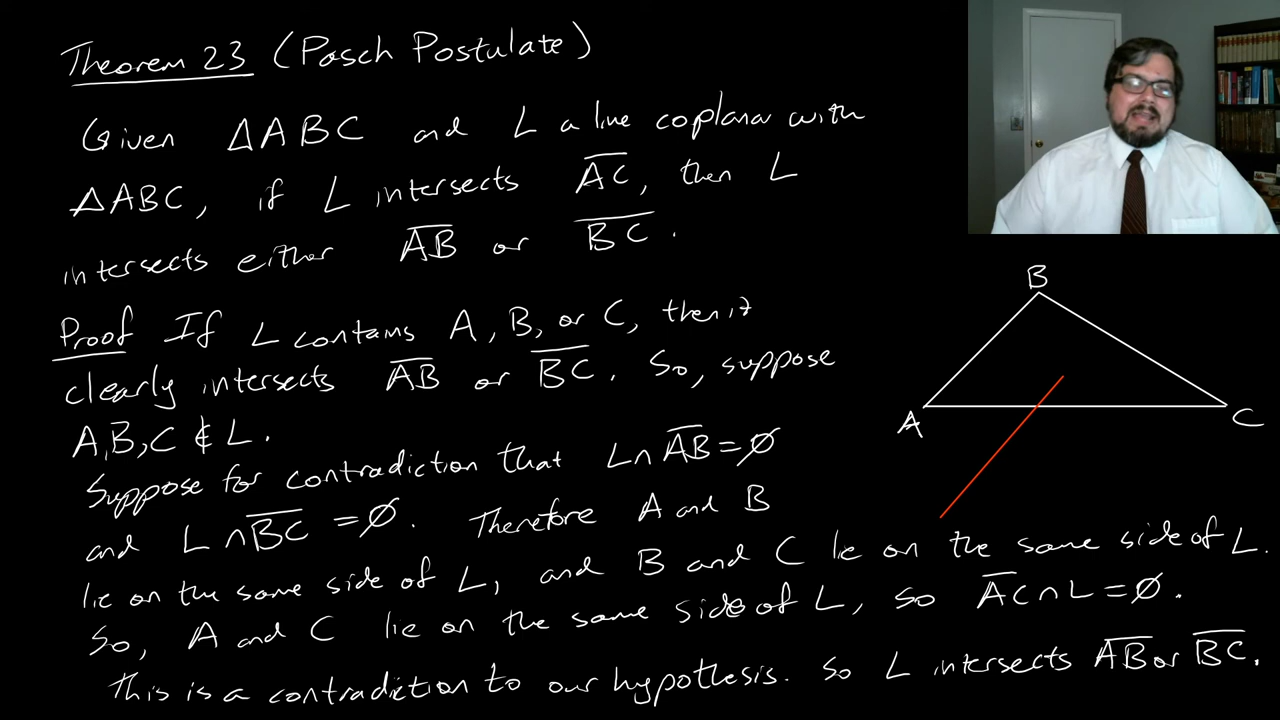 Theorem 23 (Pasch Postulate)
Given △ABC and L a line coplanar with
△ABC, if L intersects A̅C̅, then L
intersects either A̅B̅ or B̅C̅.
Proof If L contains A, B, or C, then it
clearly intersects A̅B̅ or B̅C̅. So, suppose
A,B,C ∉ L.
Suppose for contradiction that L∩A̅B̅=∅
and L∩B̅C̅=∅. Therefore A and B
lie on the same side of L, and B and C lie on the same side of L.
So, A and C lie on the same side of L, so A̅C̅∩L=∅.
This is a contradiction to our hypothesis. So L intersects A̅B̅ or B̅C̅.
B
A
C